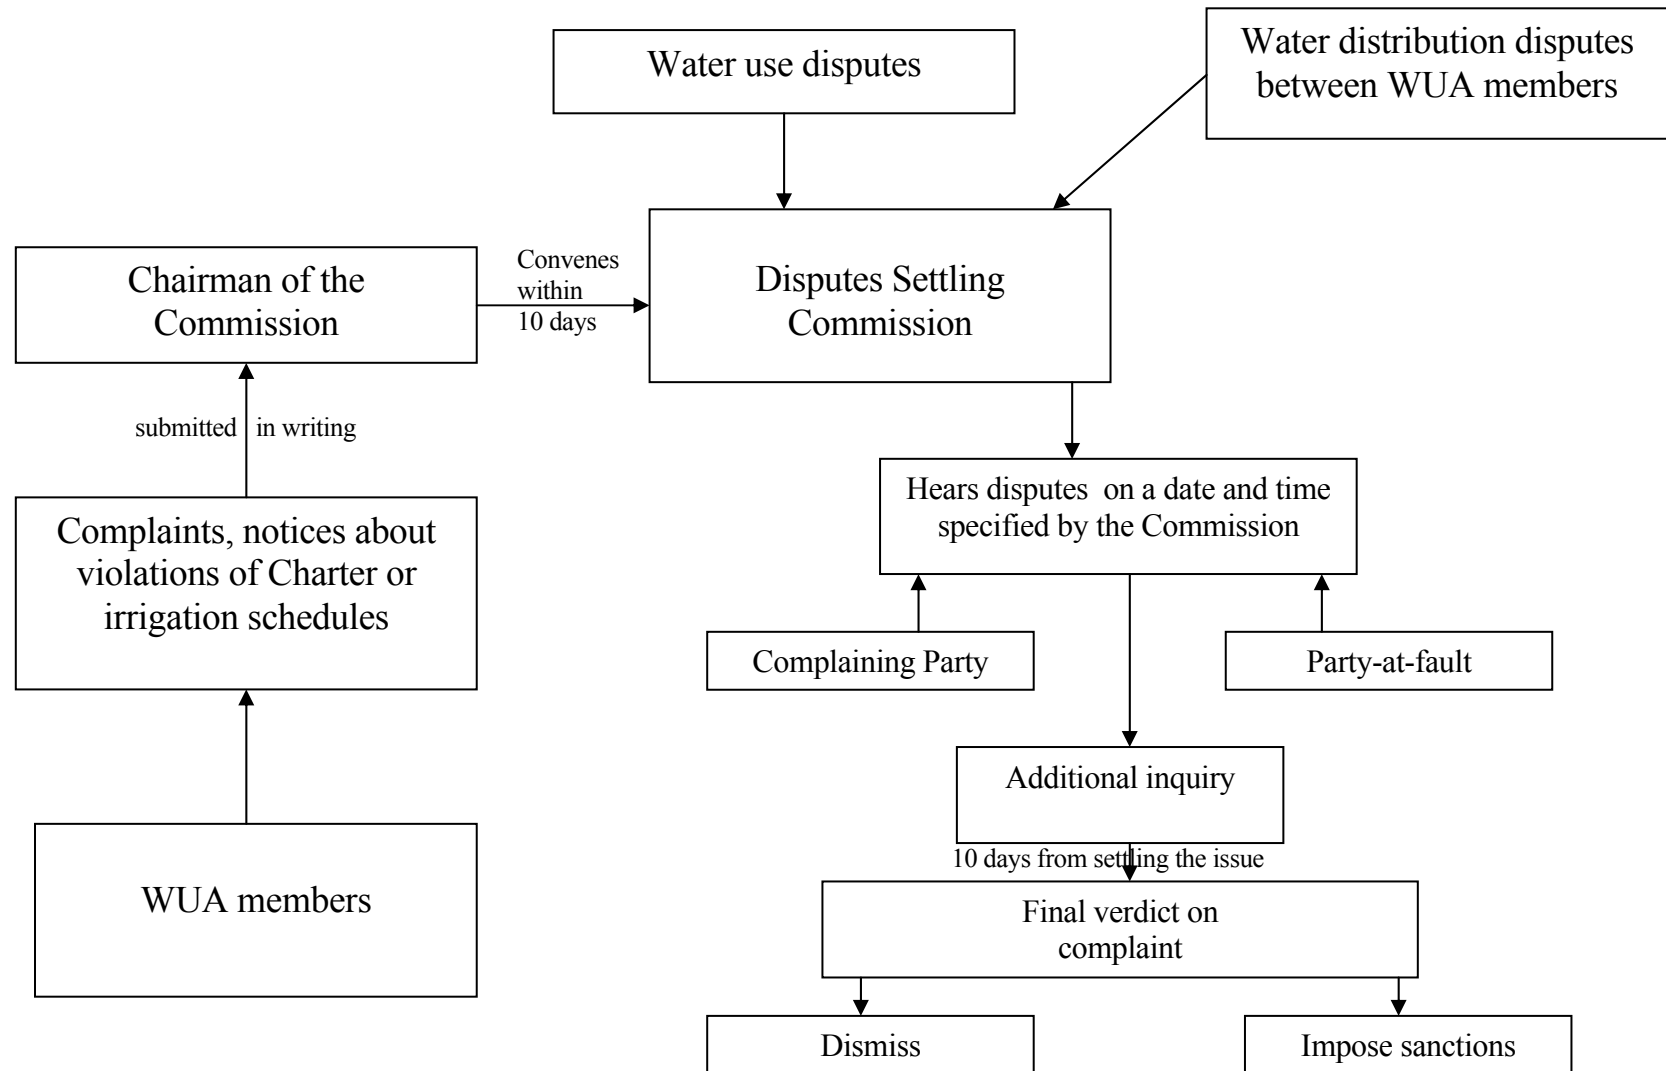 Water use disputes
Water distribution disputes
between WUA members
Chairman of the
Commission
Convenes
within
10 days
Disputes Settling
Commission
submitted in writing
Hears disputes on a date and time
specified by the Commission
Complaints, notices about
violations of Charter or
irrigation schedules
Complaining Party
Party-at-fault
Additional inquiry
10 days from settling the issue
WUA members
Final verdict on
complaint
Dismiss
Impose sanctions